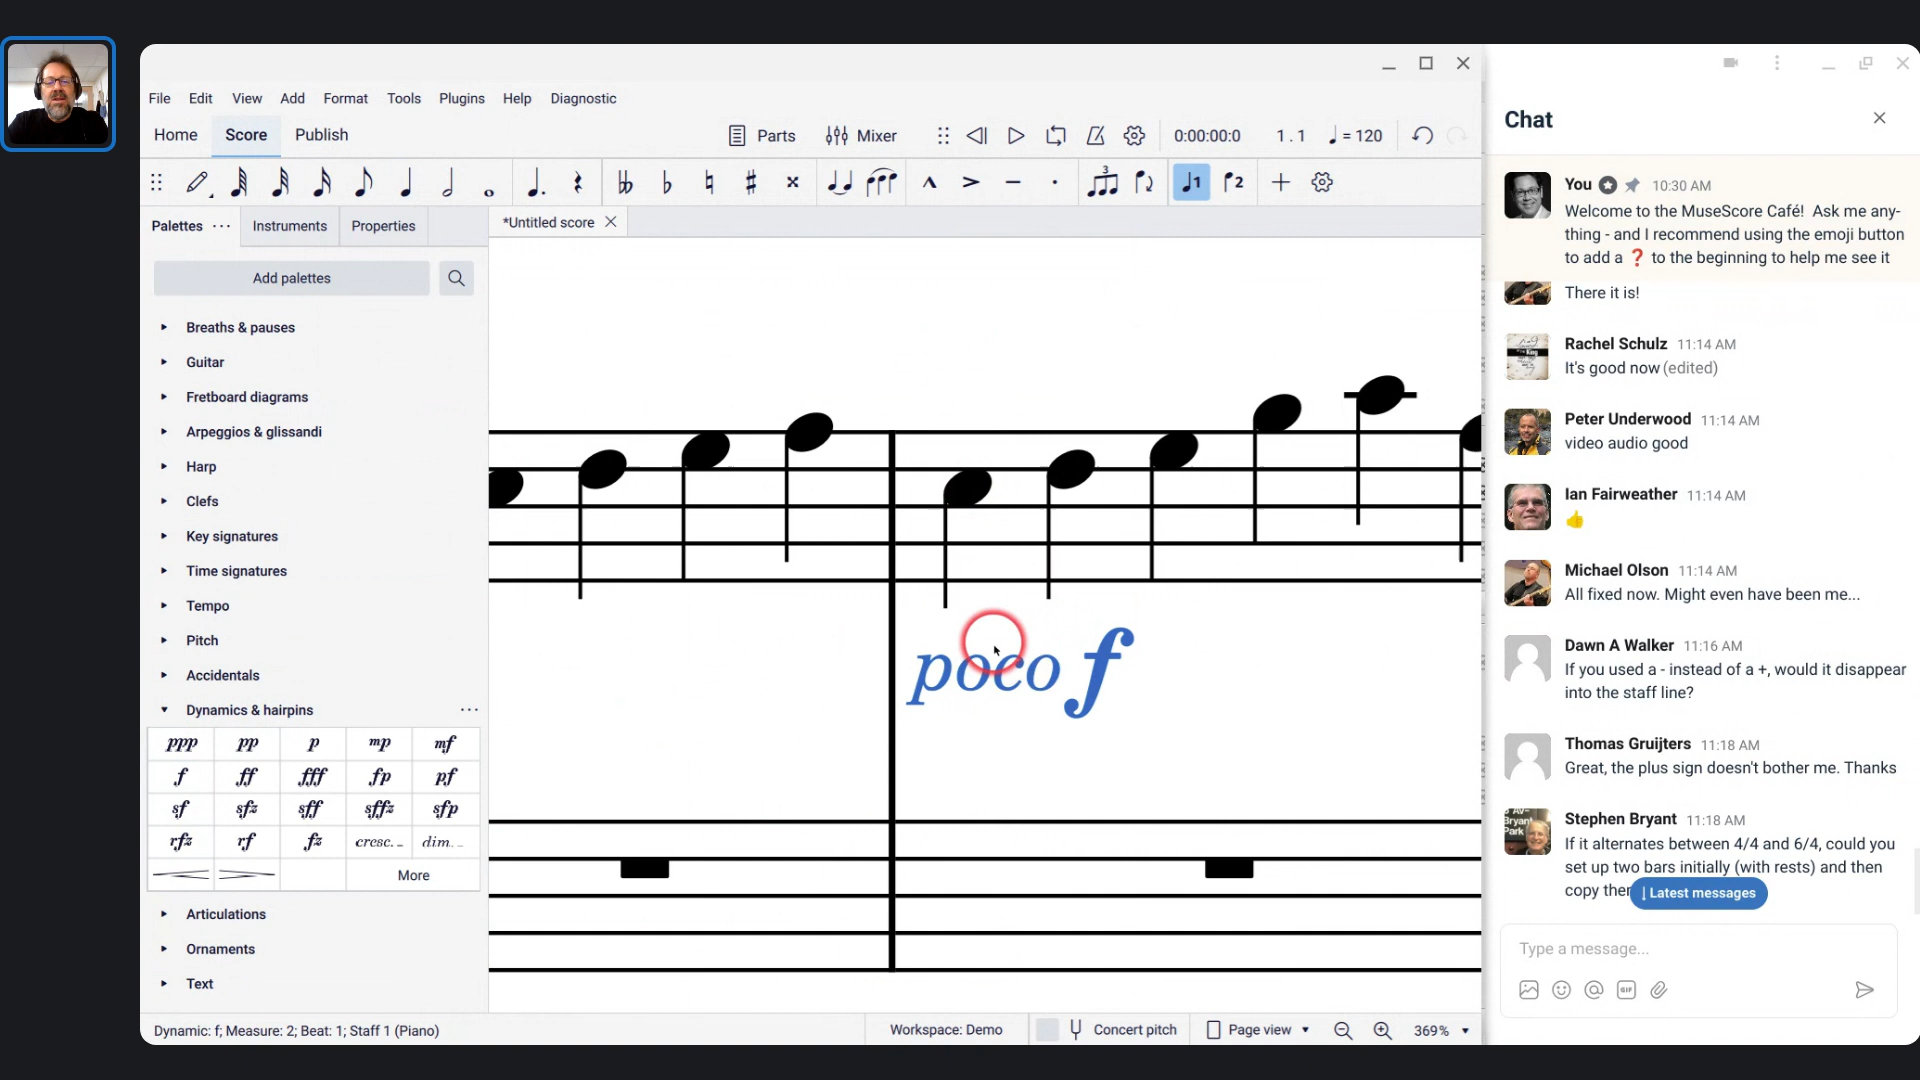 File Edit View Add Format Tools Plugins Help Diagnostic
Home Score Publish
Parts Mixer 0:00:00:0 1 . 1 ♩ = 120
3
1 2
Palettes ··· Instruments Properties
*Untitled score
Add palettes
Breaths & pauses
Guitar
Fretboard diagrams
Arpeggios & glissandi
Harp
Clefs
Key signatures
Time signatures
Tempo
Pitch
Accidentals
Dynamics & hairpins ···
ppp pp p mp mf
f ff fff fp pf
sf sfz sff sffz sfp
rfz rf fz cresc. _ dim. _
More
Articulations
Ornaments
Text
poco f
Dynamic: f; Measure: 2; Beat: 1; Staff 1 (Piano)
Workspace: Demo
Concert pitch
Page view
369%
Chat
You 10:30 AM
Welcome to the MuseScore Café! Ask me any-
thing - and I recommend using the emoji button
to add a ❓ to the beginning to help me see it
There it is!
Rachel Schulz 11:14 AM
It's good now (edited)
Peter Underwood 11:14 AM
video audio good
Ian Fairweather 11:14 AM
👍
Michael Olson 11:14 AM
All fixed now. Might even have been me...
Dawn A Walker 11:16 AM
If you used a - instead of a +, would it disappear
into the staff line?
Thomas Gruijters 11:18 AM
Great, the plus sign doesn't bother me. Thanks
Stephen Bryant 11:18 AM
If it alternates between 4/4 and 6/4, could you
set up two bars initially (with rests) and then
copy
Latest messages
Type a message...
GIF